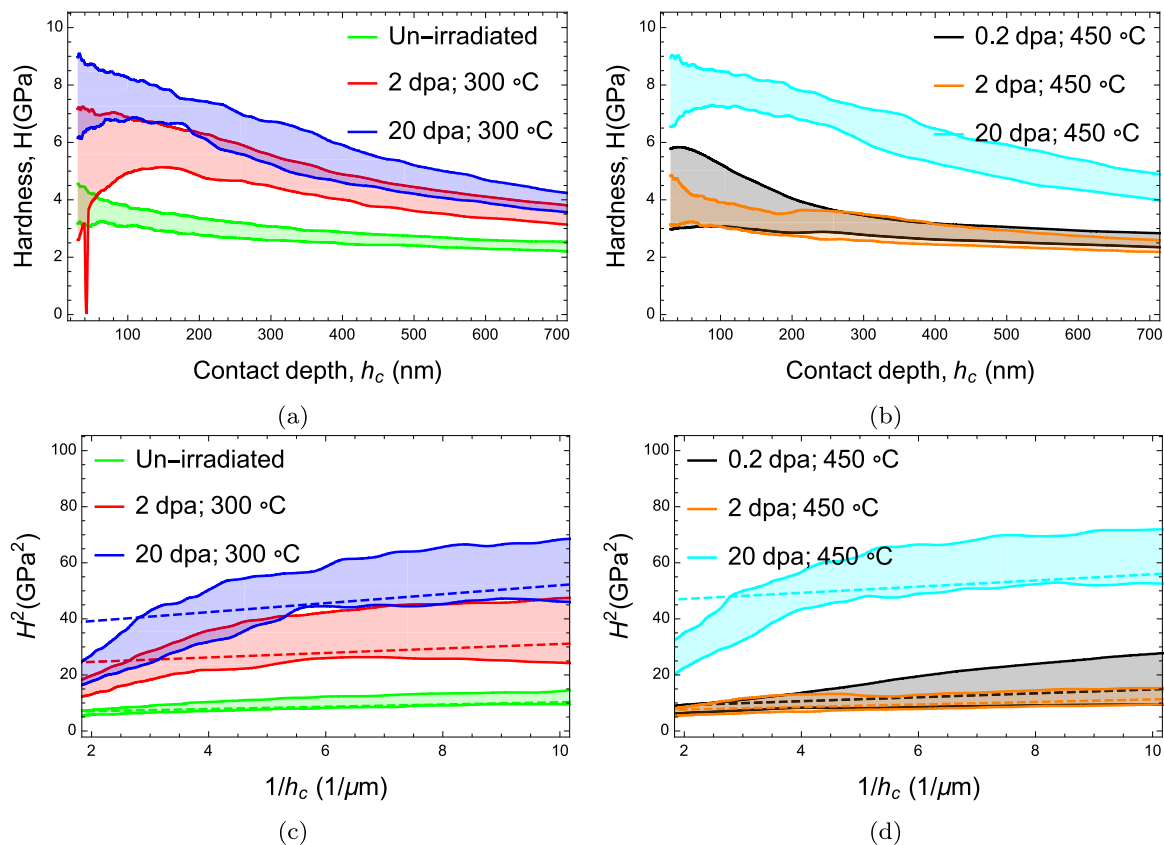 Hardness, H(GPa)
10
8
6
4
2
0
Un−irradiated
2 dpa; 300 ∘C
20 dpa; 300 ∘C
100 200 300 400 500 600 700
Contact depth, hc (nm)
(a)
Hardness, H(GPa)
10
8
6
4
2
0
0.2 dpa; 450 ∘C
2 dpa; 450 ∘C
20 dpa; 450 ∘C
100 200 300 400 500 600 700
Contact depth, hc (nm)
(b)
H²(GPa²)
100
80
60
40
20
0
Un−irradiated
2 dpa; 300 ∘C
20 dpa; 300 ∘C
2 4 6 8 10
1/hc (1/μm)
(c)
H²(GPa²)
100
80
60
40
20
0
0.2 dpa; 450 ∘C
2 dpa; 450 ∘C
20 dpa; 450 ∘C
2 4 6 8 10
1/hc (1/μm)
(d)